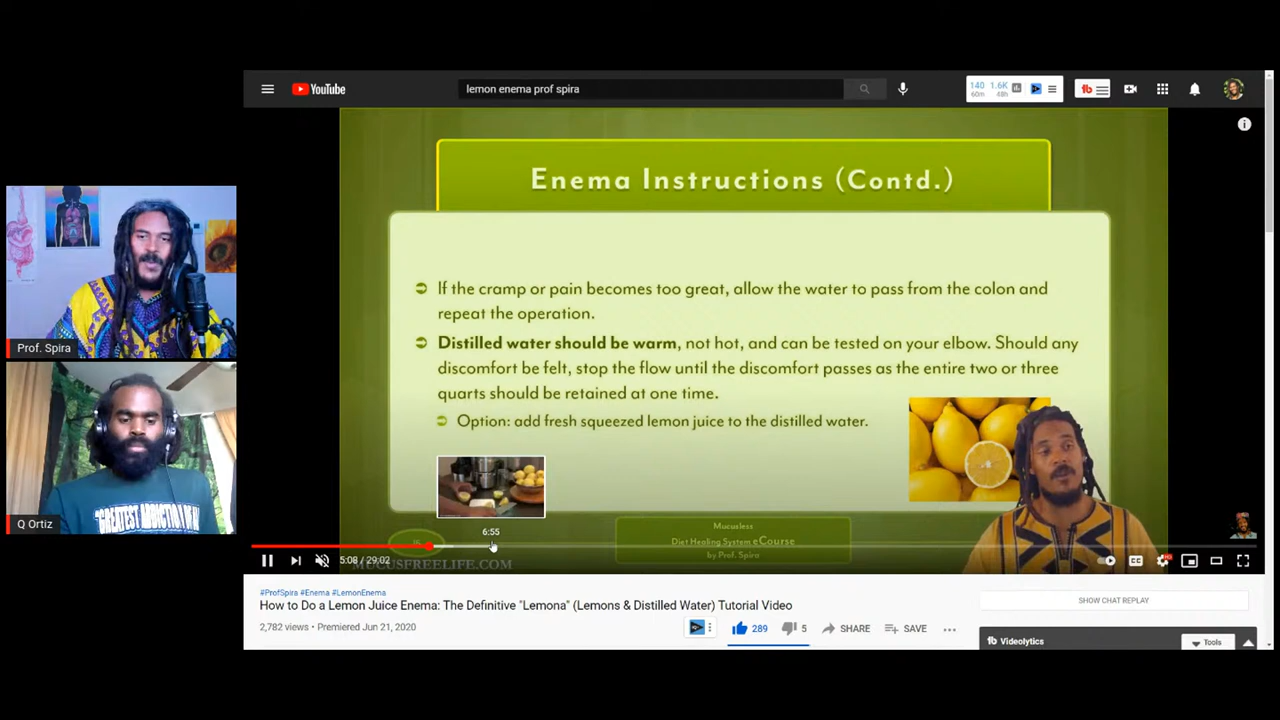 YouTube
lemon enema prof spira
140 1.6K
60m 48h
Enema Instructions (Contd.)
If the cramp or pain becomes too great, allow the water to pass from the colon and
repeat the operation.
Distilled water should be warm, not hot, and can be tested on your elbow. Should any
discomfort be felt, stop the flow until the discomfort passes as the entire two or three
quarts should be retained at one time.
Option: add fresh squeezed lemon juice to the distilled water.
Prof. Spira
Q Ortiz
6:55
Mucusless
Diet Healing System eCourse
by Prof. Spira
5:08 / 29:02
MUCUSFREELIFE.COM
CC
#ProfSpira #Enema #LemonEnema
How to Do a Lemon Juice Enema: The Definitive "Lemona" (Lemons & Distilled Water) Tutorial Video
2,782 views • Premiered Jun 21, 2020
289
5
SHARE
SAVE
SHOW CHAT REPLAY
Videolytics
Tools